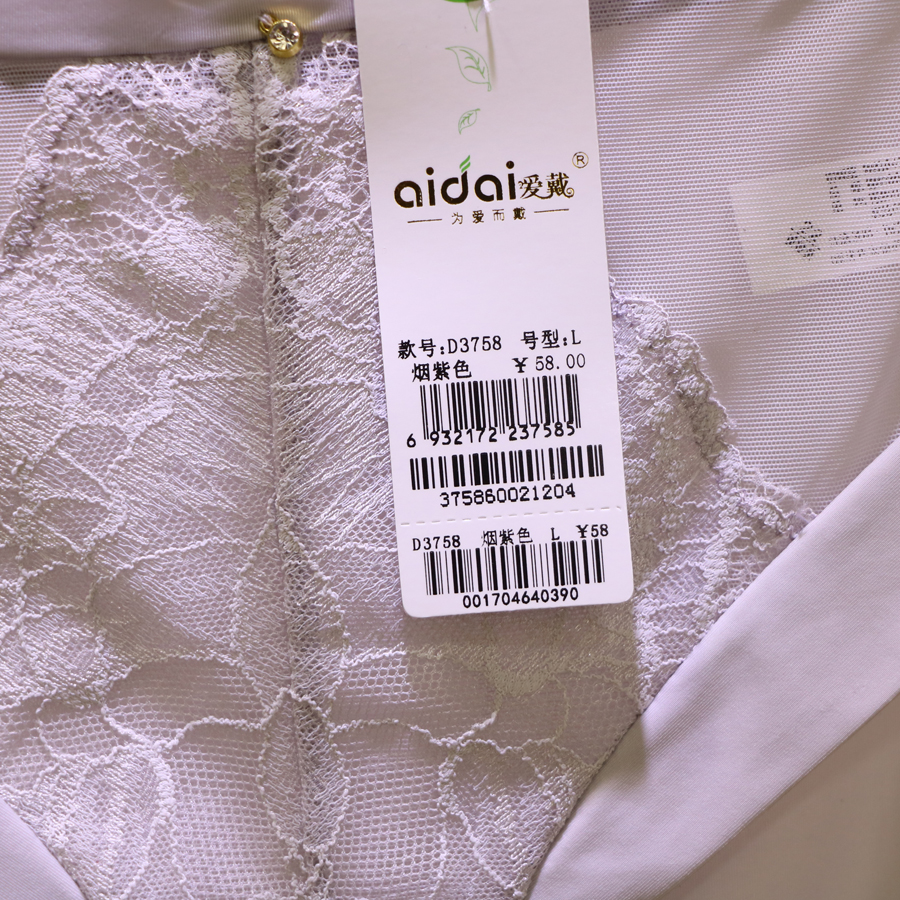 aidai爱戴®
为爱而戴
款号:D3758 号型:L
烟紫色 ￥58.00
6 932172 237585
375860021204
D3758 烟紫色 L ￥58
001704640390